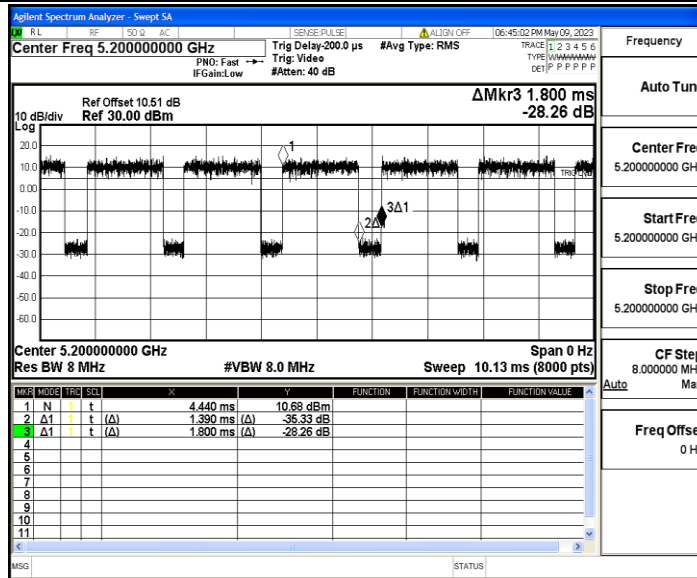 Agilent Spectrum Analyzer - Swept SA
RL RF 50 Ω AC SENSE:PULSE ALIGN OFF 06:45:02 PM May 09, 2023
Center Freq 5.200000000 GHz Trig Delay-200.0 µs #Avg Type: RMS TRACE 1 2 3 4 5 6
PNO: Fast Trig: Video TYPE
IFGain:Low #Atten: 40 dB DET P P P P P P
Ref Offset 10.51 dB ΔMkr3 1.800 ms
10 dB/div Ref 30.00 dBm -28.26 dB
Log
20.0
1
10.0
0.00
-10.0
3Δ1
2Δ
-20.0
-30.0
-40.0
-50.0
-60.0
Center 5.200000000 GHz Span 0 Hz
Res BW 8 MHz #VBW 8.0 MHz Sweep 10.13 ms (8000 pts)
MKR MODE TRC SCL X Y FUNCTION FUNCTION WIDTH FUNCTION VALUE
1 N 1 t 4.440 ms 10.68 dBm
2 Δ1 1 t (Δ) 1.390 ms (Δ) -35.33 dB
3 Δ1 1 t (Δ) 1.800 ms (Δ) -28.26 dB
4
5
6
7
8
9
10
11
MSG STATUS
Frequency
Auto Tun
Center Fre
5.200000000 GH
Start Fre
5.200000000 GH
Stop Fre
5.200000000 GH
CF Step
8.000000 MH
Auto Ma
Freq Offse
0 H